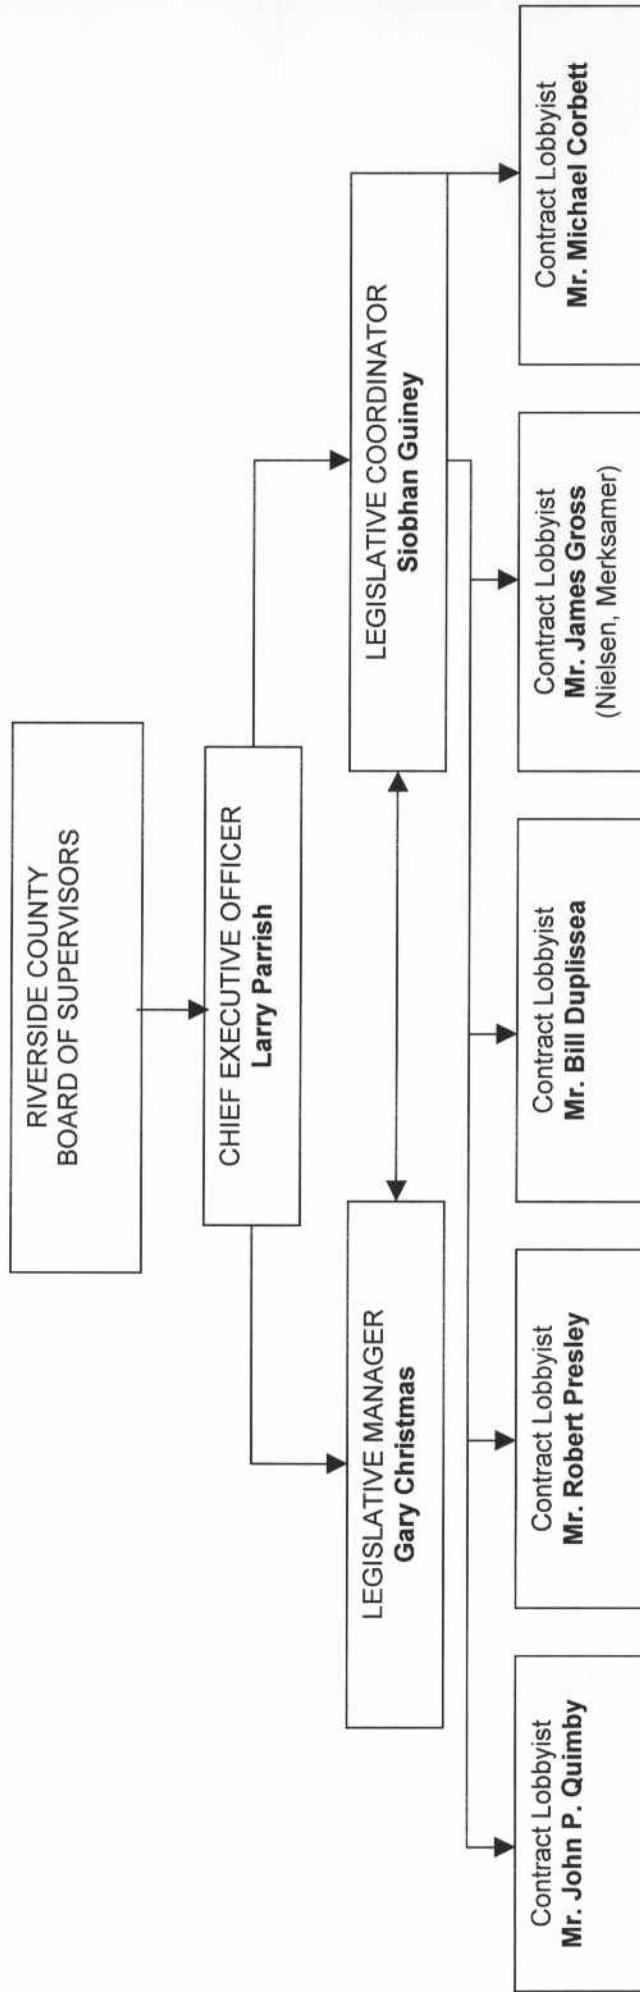 RIVERSIDE COUNTY
BOARD OF SUPERVISORS
CHIEF EXECUTIVE OFFICER
Larry Parrish
LEGISLATIVE MANAGER
Gary Christmas
LEGISLATIVE COORDINATOR
Siobhan Guiney
Contract Lobbyist
Mr. John P. Quimby
Contract Lobbyist
Mr. Robert Presley
Contract Lobbyist
Mr. Bill Duplissea
Contract Lobbyist
Mr. James Gross
(Nielsen, Merksamer)
Contract Lobbyist
Mr. Michael Corbett